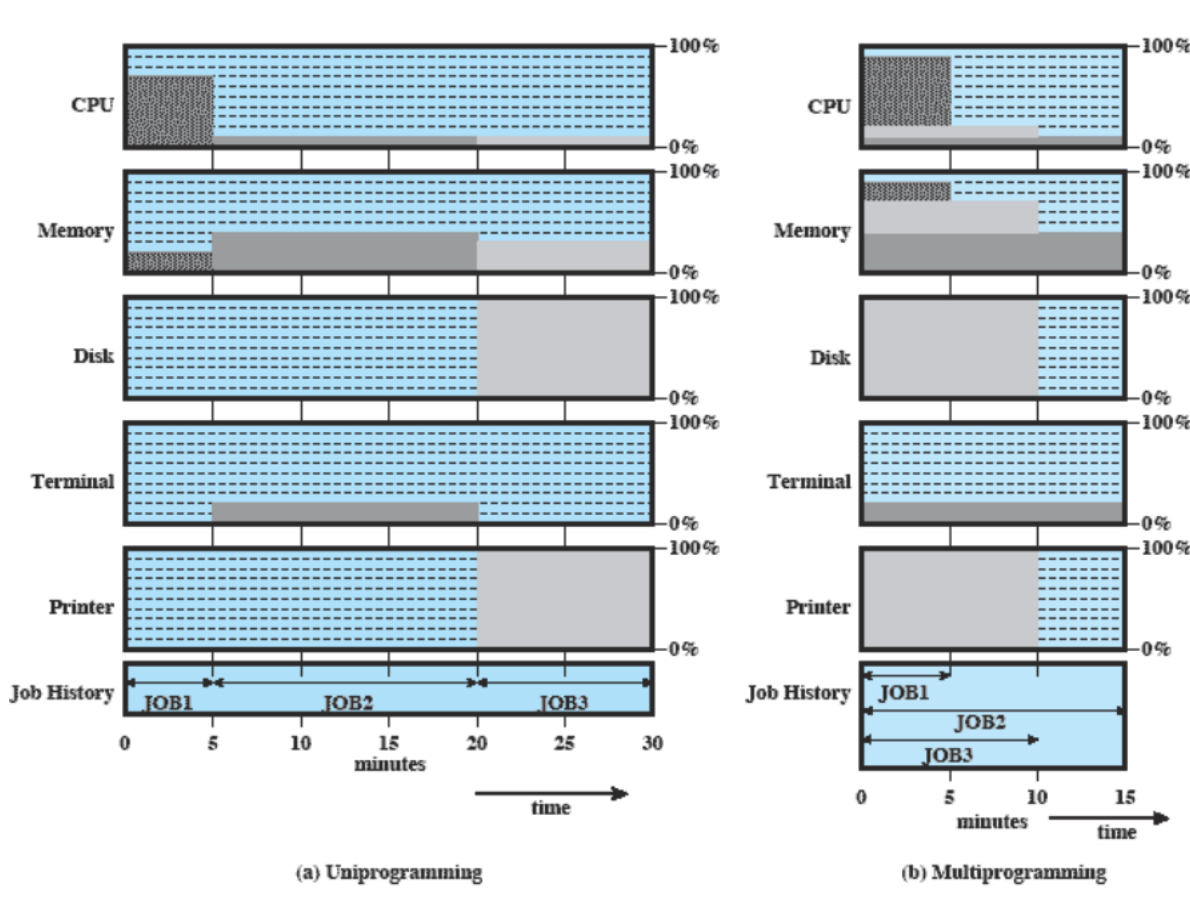 100%
CPU
0%
100%
Memory
0%
100%
Disk
0%
100%
Terminal
0%
100%
Printer
0%
Job History
JOB1
JOB2
JOB3
0
5
10
15
20
25
30
minutes
time
(a) Uniprogramming
100%
CPU
0%
100%
Memory
0%
100%
Disk
0%
100%
Terminal
0%
100%
Printer
0%
Job History
JOB1
JOB2
JOB3
0
5
10
15
minutes
time
(b) Multiprogramming